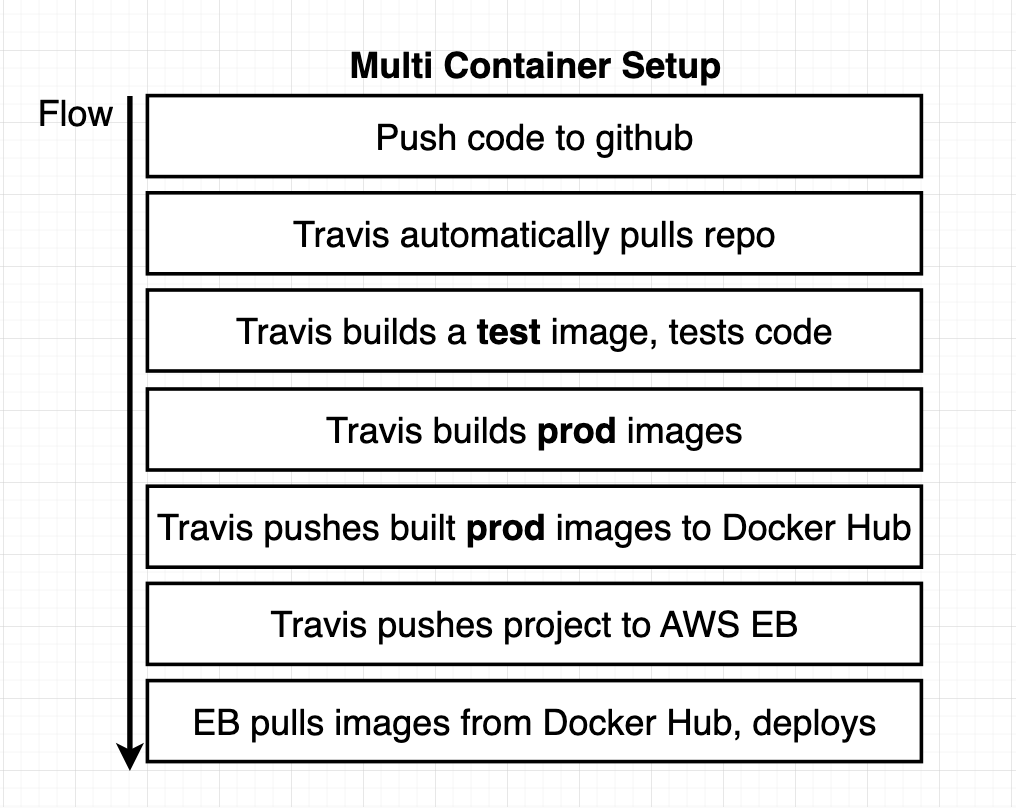 Multi Container Setup
Flow
Push code to github
Travis automatically pulls repo
Travis builds a test image, tests code
Travis builds prod images
Travis pushes built prod images to Docker Hub
Travis pushes project to AWS EB
EB pulls images from Docker Hub, deploys